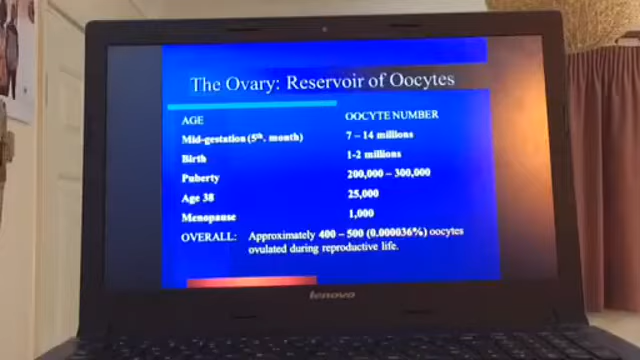 The Ovary: Reservoir of Oocytes
AGE OOCYTE NUMBER
Mid-gestation (5th. month) 7 – 14 millions
Birth 1-2 millions
Puberty 200,000 – 300,000
Age 38 25,000
Menopause 1,000
OVERALL: Approximately 400 – 500 (0.000036%) oocytes
ovulated during reproductive life.
lenovo